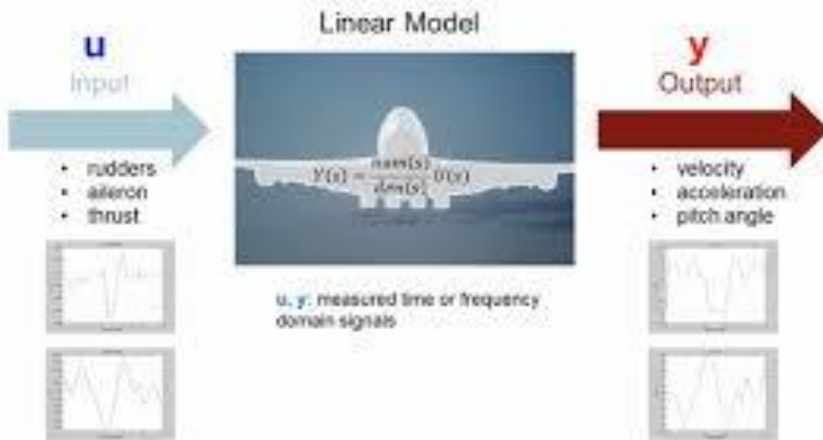 Linear Model
u
Input
• rudders
• aileron
• thrust
Y(s) = num(s)/den(s) U(s)
u, y: measured time or frequency
domain signals
y
Output
• velocity
• acceleration
• pitch angle